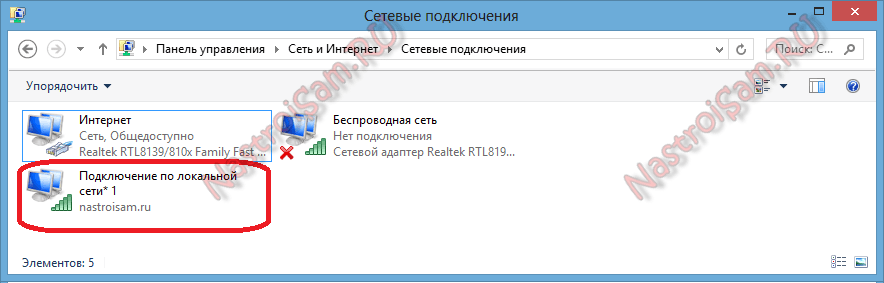 Сетевые подключения
Панель управления Сеть и Интернет Сетевые подключения
Поиск: С...
Упорядочить
Интернет
Сеть, Общедоступно
Realtek RTL8139/810x Family Fast ...
Беспроводная сеть
Нет подключения
Сетевой адаптер Realtek RTL819...
Подключение по локальной
сети* 1
nastroisam.ru
Элементов: 5
NastroiSam.RU
NastroiSam.RU